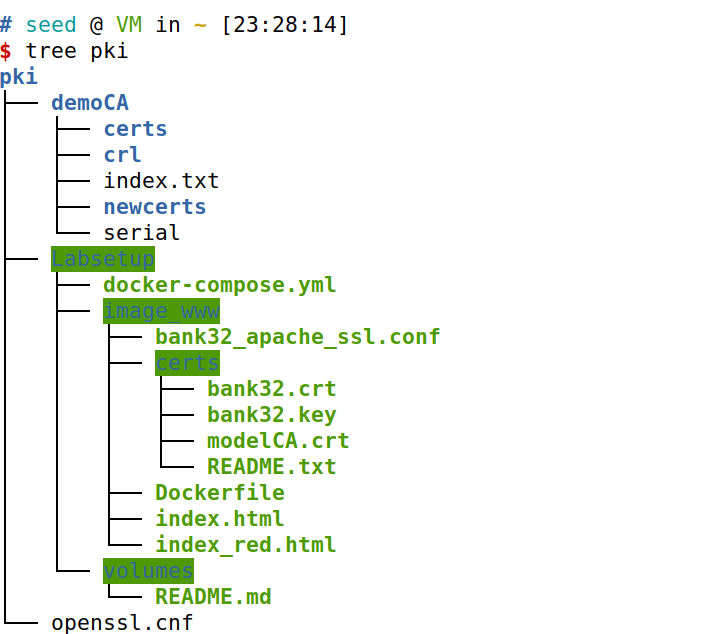 # seed @ VM in ~ [23:28:14]
$ tree pki
pki
├── demoCA
│   ├── certs
│   ├── crl
│   ├── index.txt
│   ├── newcerts
│   └── serial
├── Labsetup
│   ├── docker-compose.yml
│   ├── image_www
│   │   ├── bank32_apache_ssl.conf
│   │   ├── certs
│   │   │   ├── bank32.crt
│   │   │   ├── bank32.key
│   │   │   ├── modelCA.crt
│   │   │   └── README.txt
│   │   ├── Dockerfile
│   │   ├── index.html
│   │   └── index_red.html
│   └── volumes
│       └── README.md
└── openssl.cnf